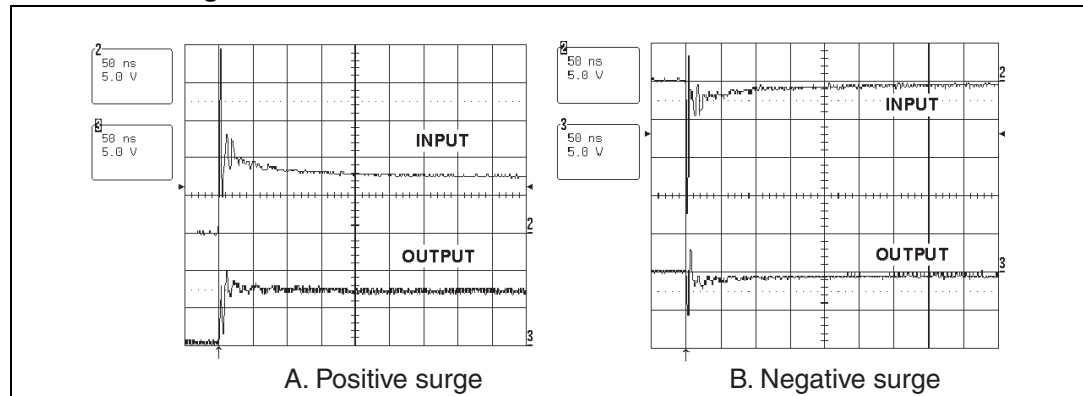 2
50 ns
5.0 V
3
50 ns
5.0 V
INPUT
2
OUTPUT
3
A. Positive surge
2
50 ns
5.0 V
3
50 ns
5.0 V
2
INPUT
OUTPUT
3
B. Negative surge